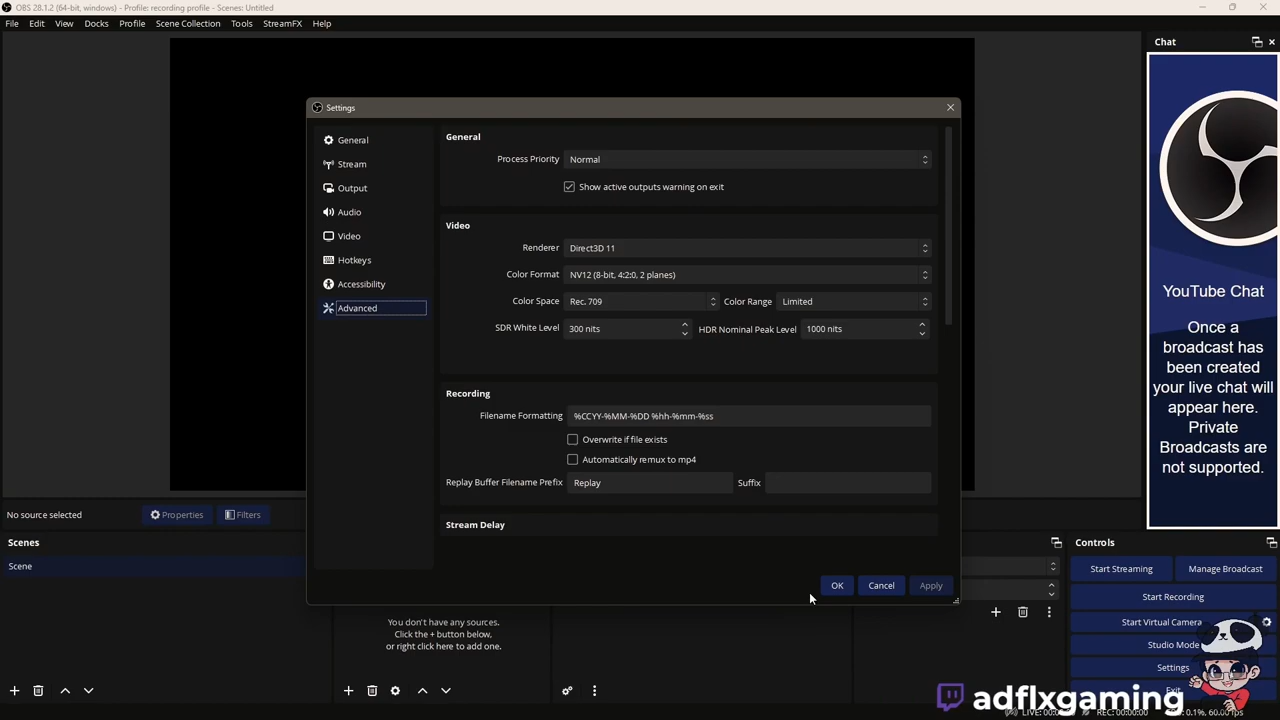 OBS 28.1.2 (64-bit, windows) - Profile: recording profile - Scenes: Untitled
File Edit View Docks Profile Scene Collection Tools StreamFX Help
Chat
Settings
General
Stream
Output
Audio
Video
Hotkeys
Accessibility
Advanced
General
Process Priority Normal
Show active outputs warning on exit
Video
Renderer Direct3D 11
Color Format NV12 (8-bit, 4:2:0, 2 planes)
Color Space Rec. 709 Color Range Limited
SDR White Level 300 nits HDR Nominal Peak Level 1000 nits
Recording
Filename Formatting %CCYY-%MM-%DD %hh-%mm-%ss
Overwrite if file exists
Automatically remux to mp4
Replay Buffer Filename Prefix Replay Suffix
Stream Delay
OK Cancel Apply
YouTube Chat
Once a
broadcast has
been created
your live chat will
appear here.
Private
Broadcasts are
not supported.
No source selected Properties Filters
Scenes
Scene
You don't have any sources.
Click the + button below,
or right click here to add one.
Controls
Start Streaming Manage Broadcast
Start Recording
Start Virtual Camera
Studio Mode
Settings
Exit
adflxgaming